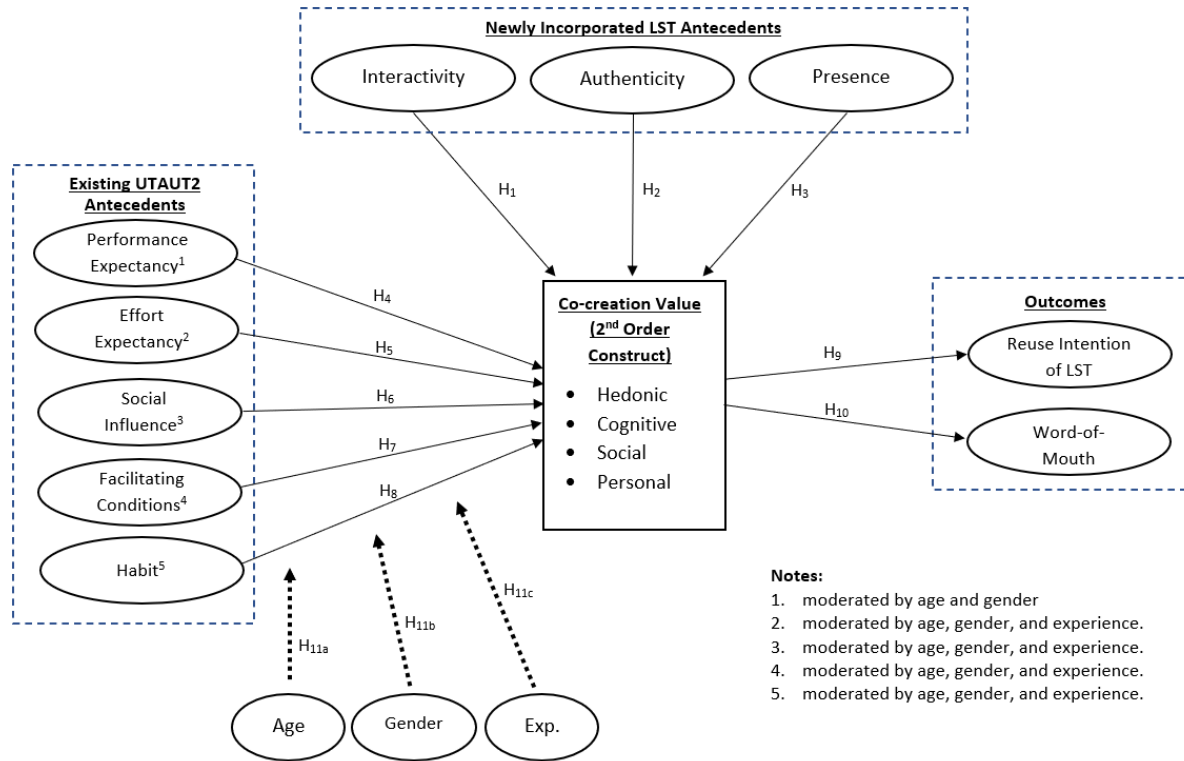 Newly Incorporated LST Antecedents
Interactivity
Authenticity
Presence
H1
H2
H3
Existing UTAUT2
Antecedents
Performance
Expectancy1
Effort
Expectancy2
Social
Influence3
Facilitating
Conditions4
Habit5
H4
H5
H6
H7
H8
Co-creation Value
(2nd Order
Construct)
• Hedonic
• Cognitive
• Social
• Personal
H9
H10
Outcomes
Reuse Intention
of LST
Word-of-
Mouth
H11a
H11b
H11c
Age
Gender
Exp.
Notes:
1. moderated by age and gender
2. moderated by age, gender, and experience.
3. moderated by age, gender, and experience.
4. moderated by age, gender, and experience.
5. moderated by age, gender, and experience.